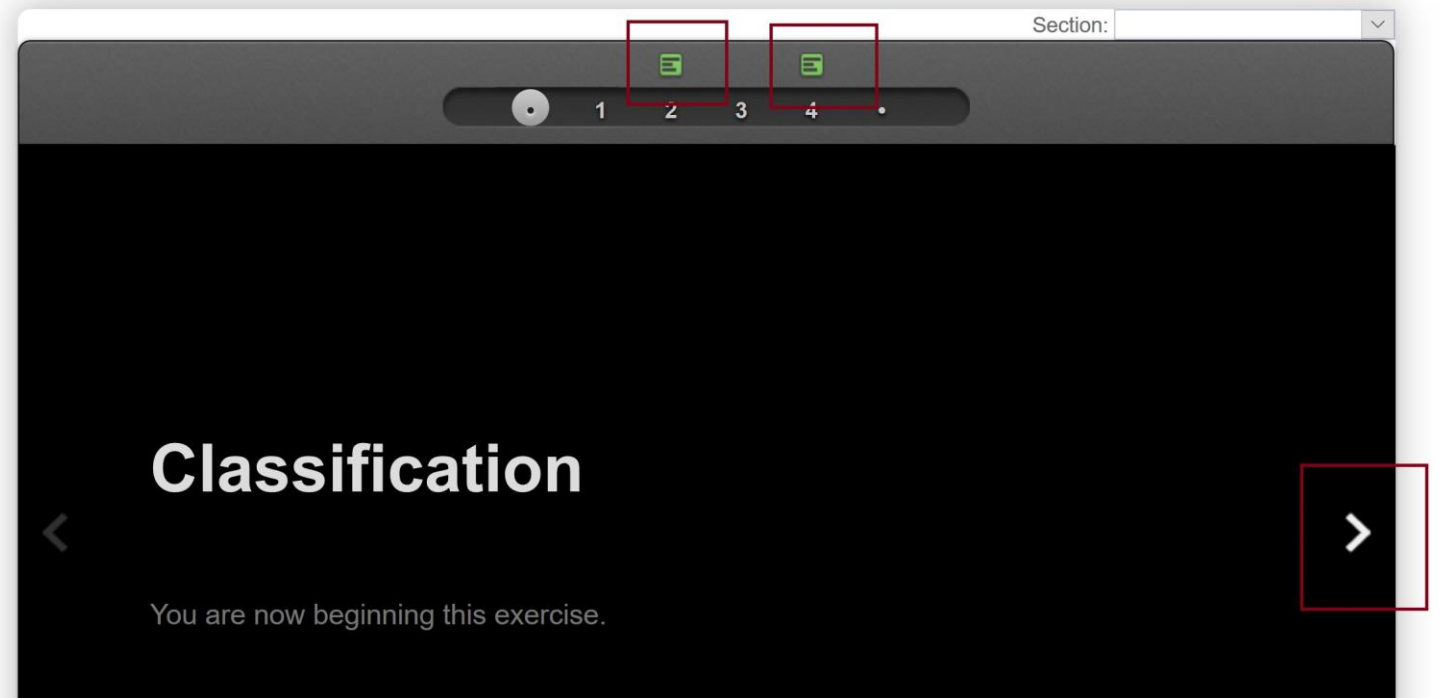 Section:
• 1 2 3 4 •
Classification
You are now beginning this exercise.